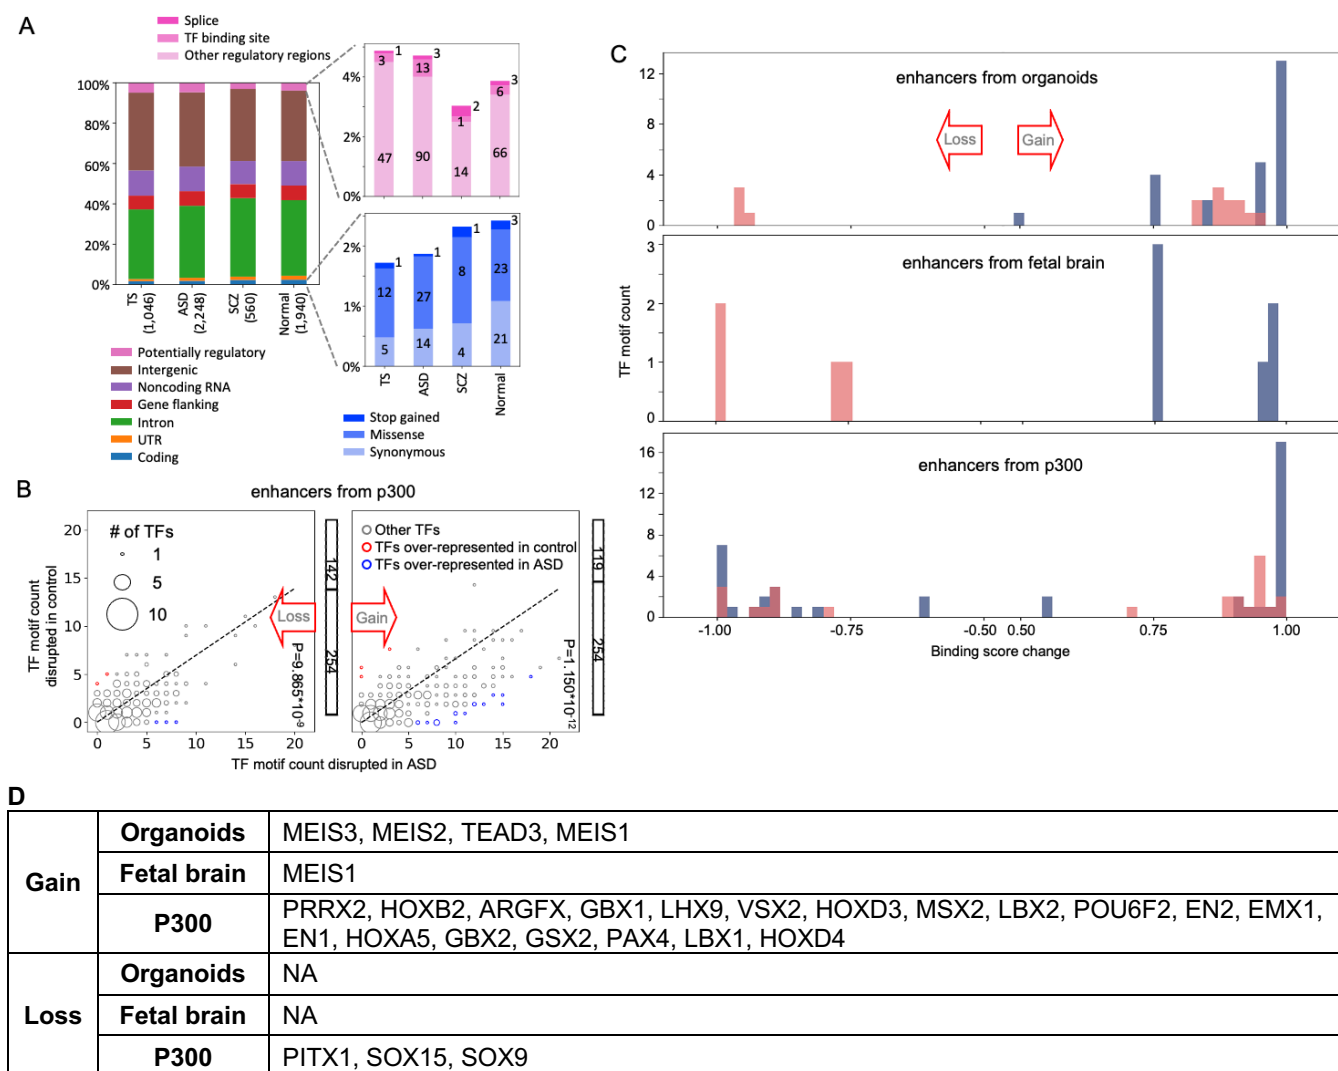 A
Splice
TF binding site
Other regulatory regions
100%
80%
60%
40%
20%
0%
TS (1,046)
ASD (2,248)
SCZ (560)
Normal (1,940)
Potentially regulatory
Intergenic
Noncoding RNA
Gene flanking
Intron
UTR
Coding
4%
2%
0%
1
3
47
3
13
90
2
1
14
3
6
66
2%
1%
0%
1
12
5
1
27
14
1
8
4
3
23
21
TS
ASD
SCZ
Normal
Stop gained
Missense
Synonymous
B
enhancers from p300
TF motif count
disrupted in control
20
15
10
5
0
# of TFs
1
5
10
Loss
P=9.865*10-9
142
254
0 5 10 15 20
Other TFs
TFs over-represented in control
TFs over-represented in ASD
Gain
P=1.150*10-12
119
254
0 5 10 15 20
TF motif count disrupted in ASD
C
enhancers from organoids
Loss
Gain
12
8
4
0
enhancers from fetal brain
3
2
1
0
TF motif count
enhancers from p300
16
12
8
4
0
-1.00 -0.75 -0.50 0.50 0.75 1.00
Binding score change
D
Gain
Organoids
MEIS3, MEIS2, TEAD3, MEIS1
Fetal brain
MEIS1
P300
PRRX2, HOXB2, ARGFX, GBX1, LHX9, VSX2, HOXD3, MSX2, LBX2, POU6F2, EN2, EMX1,
EN1, HOXA5, GBX2, GSX2, PAX4, LBX1, HOXD4
Loss
Organoids
NA
Fetal brain
NA
P300
PITX1, SOX15, SOX9